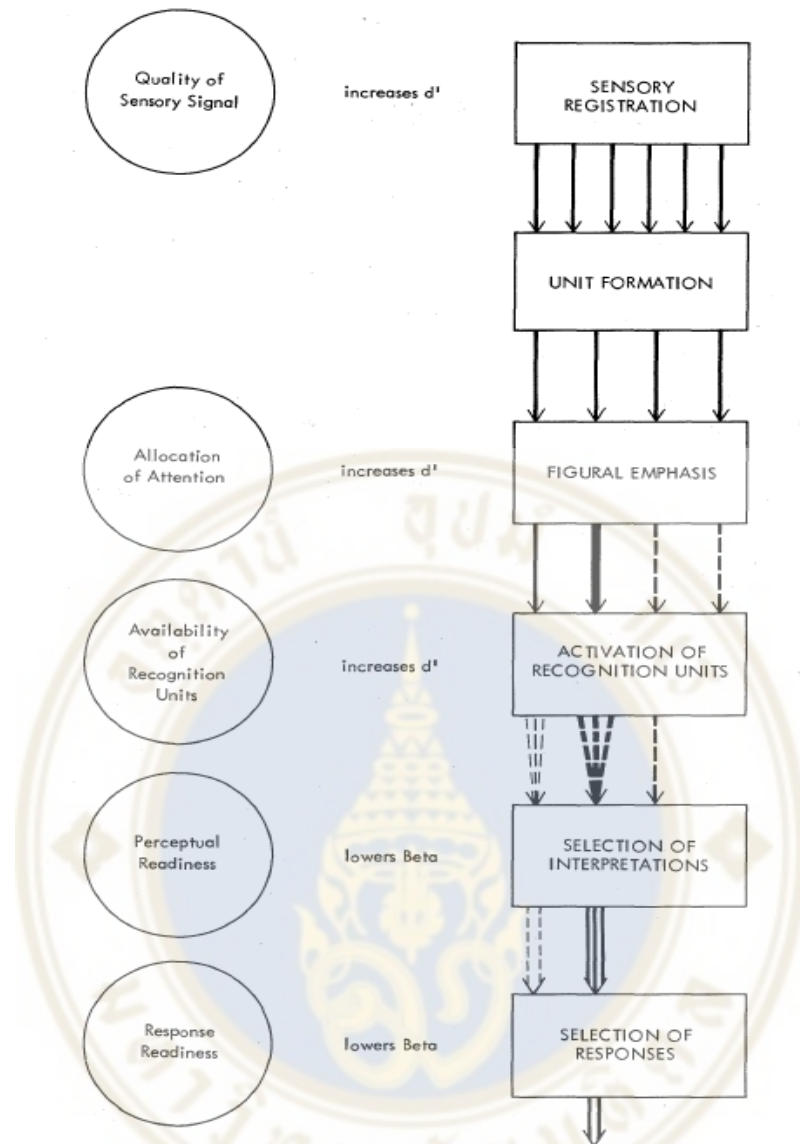 Quality of
Sensory Signal
increases d'
SENSORY
REGISTRATION
UNIT FORMATION
Allocation
of Attention
increases d'
FIGURAL EMPHASIS
Availability
of
Recognition
Units
increases d'
ACTIVATION OF
RECOGNITION UNITS
Perceptual
Readiness
lowers Beta
SELECTION OF
INTERPRETATIONS
Response
Readiness
lowers Beta
SELECTION OF
RESPONSES